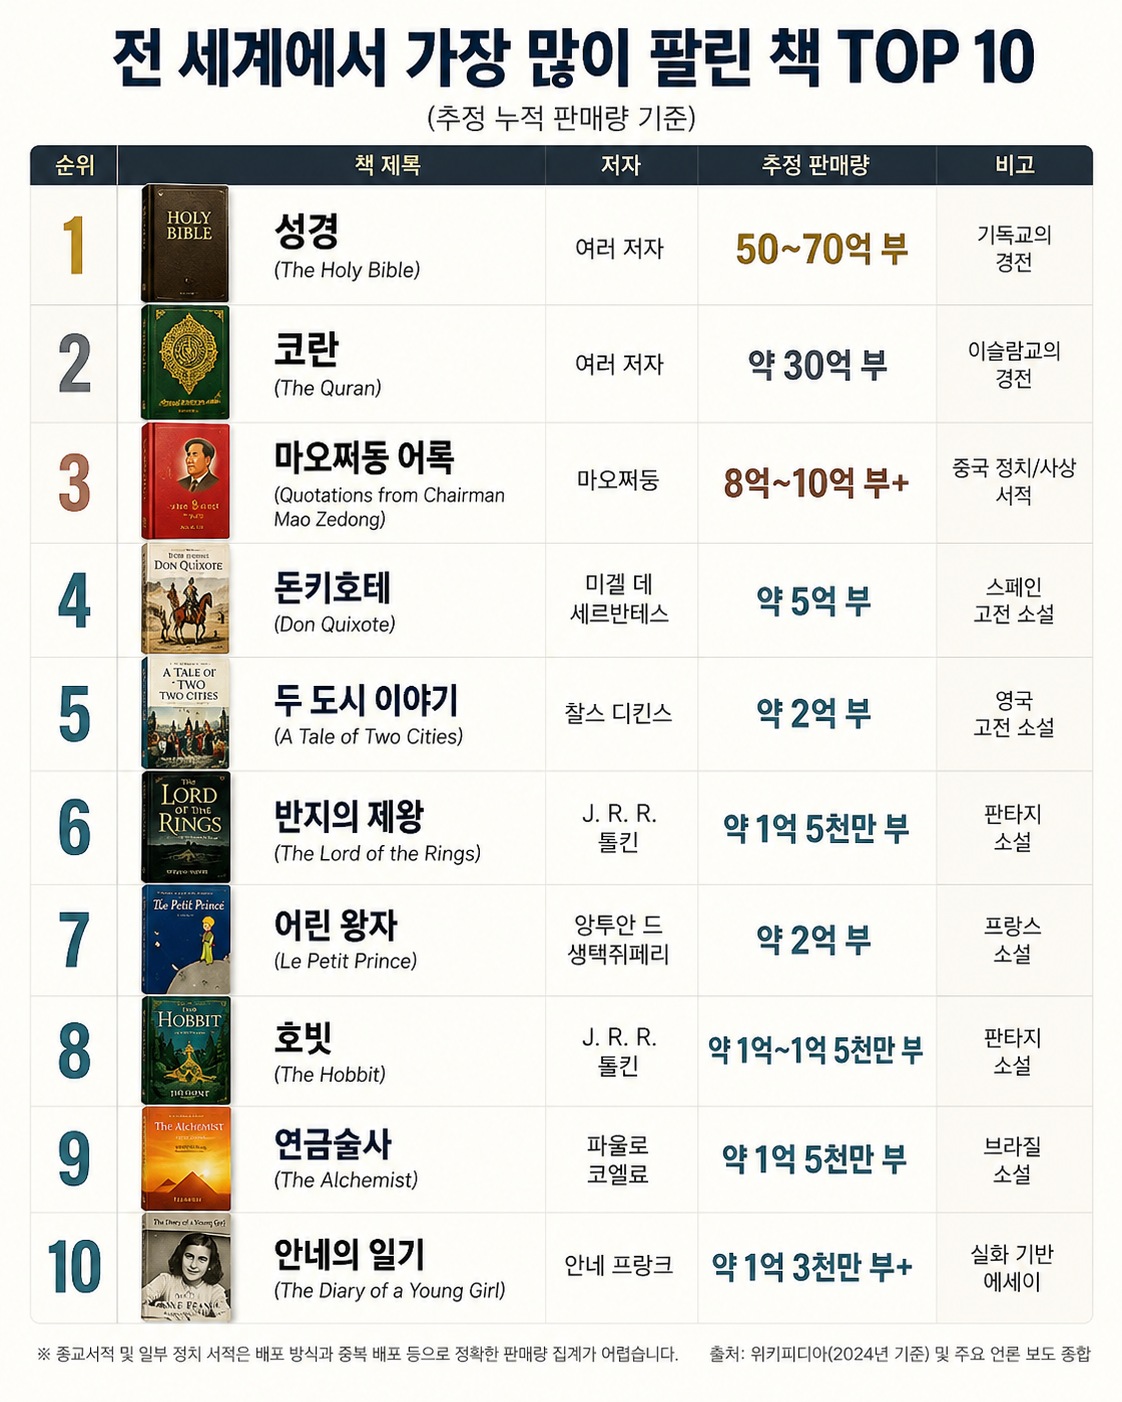 전 세계에서 가장 많이 팔린 책 TOP 10
(추정 누적 판매량 기준)
순위 책 제록 저자 추정 판매량 비고
1
HOLY
BIBLE
성경
(The Holy Bible)
여러 저자
50~70억 부
기독교의
경전
2
코란
(The Quran)
여러 저자
약 30억 부
이슬람교의
경전
3
마오쩌둥 어록
(Quotations from Chairman
Mao Zedong)
마오쩌둥
8억~10억 부+
중국 정치/사상
서적
4
DON QUIXOTE
돈키호테
(Don Quixote)
미겔 데
세르반테스
약 5억 부
스페인
고전 소설
5
A TALE OF
TWO
TWO CITIES
두 도시 이야기
(A Tale of Two Cities)
찰스 디킨스
약 2억 부
영국
고전 소설
6
THE
LORD
OF THE
RINGS
반지의 제왕
(The Lord of the Rings)
J. R. R.
톨킨
약 1억 5천만 부
판타지
소설
7
The Petit Prince
어린 왕자
(Le Petit Prince)
앙투안 드
생택쥐페리
약 2억 부
프랑스
소설
8
HOBBIT
호빗
(The Hobbit)
J. R. R.
톨킨
약 1억~1억 5천만 부
판타지
소설
9
The Alchemist
연금술사
(The Alchemist)
파울로
코엘료
약 1억 5천만 부
브라질
소설
10
The Diary of a Young Girl
안네의 일기
(The Diary of a Young Girl)
안네 프랑크
약 1억 3천만 부+
실화 기반
에세이
※ 종교서적 및 일부 정치 서적은 배포 방식과 중복 배포 등으로 정확한 판매량 집계가 어렵습니다.
출처: 위키피디아(2024년 기준) 및 주요 언론 보도 종합